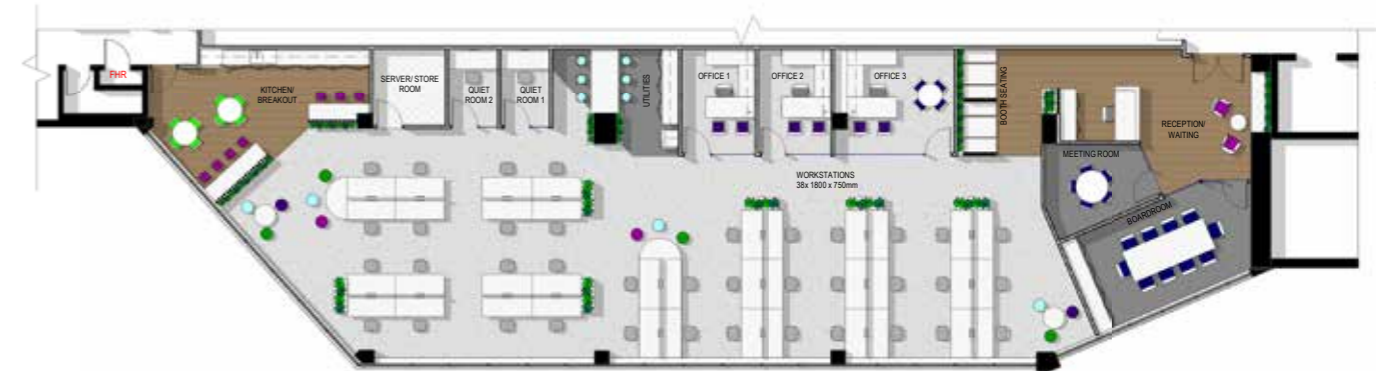 FHR
KITCHEN/
BREAKOUT
SERVER/ STORE
ROOM
QUIET
ROOM 2
QUIET
ROOM 1
UTILITIES
OFFICE 1
OFFICE 2
OFFICE 3
BOOTH SEATING
RECEPTION/
WAITING
MEETING ROOM
BOARDROOM
WORKSTATIONS
38x 1800 x 750mm